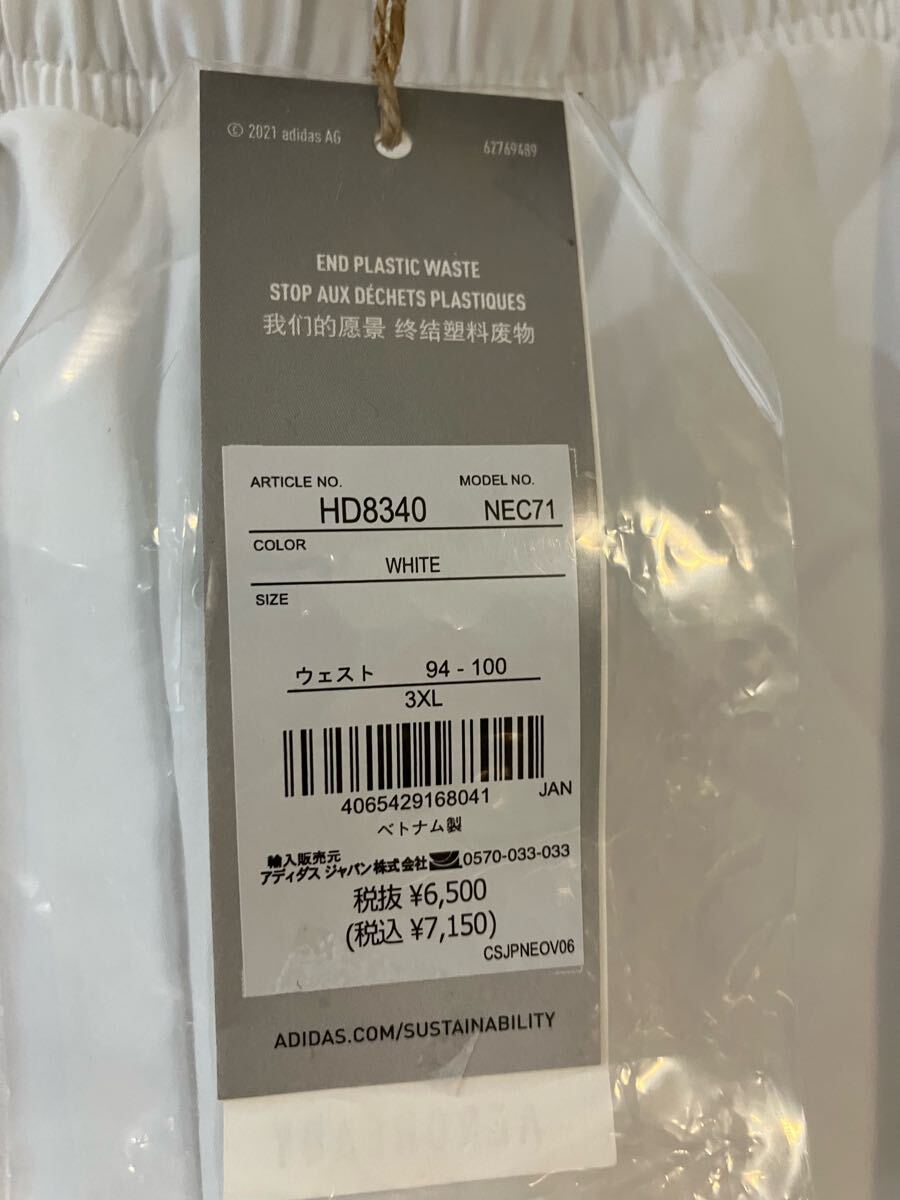 © 2021 adidas AG
62769489
END PLASTIC WASTE
STOP AUX DÉCHETS PLASTIQUES
我们的愿景 终结塑料废物
ARTICLE NO. MODEL NO.
HD8340 NEC71
COLOR
WHITE
SIZE
ウェスト 94 - 100
3XL
4065429168041 JAN
ベトナム製
輸入販売元
アディダス ジャパン株式会社 0570-033-033
税抜 ¥6,500
(税込 ¥7,150)
CSJPNEOV06
ADIDAS.COM/SUSTAINABILITY